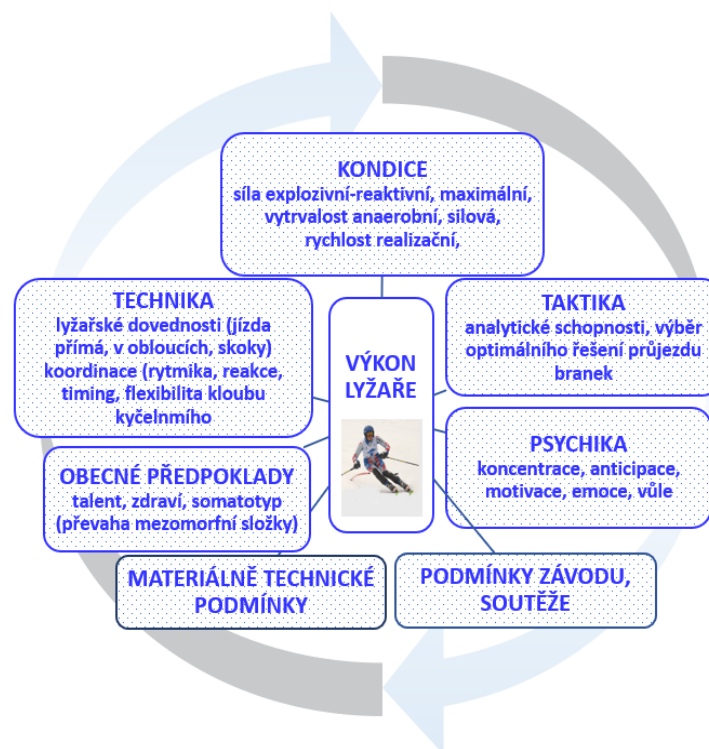 KONDICE
síla explozivní-reaktivní, maximální,
vytrvalost anaerobní, silová,
rychlost realizační,
TECHNIKA
lyžařské dovednosti (jízda
přímá, v obloucích, skoky)
koordinace (rytmika, reakce,
timing, flexibilita kloubu
kyčelnmího
VÝKON
LYŽAŘE
TAKTIKA
analytické schopnosti, výběr
optimálního řešení průjezdu
branek
OBECNÉ PŘEDPOKLADY
talent, zdraví, somatotyp
(převaha mezomorfní složky)
PSYCHIKA
koncentrace, anticipace,
motivace, emoce, vůle
MATERIÁLNĚ TECHNICKÉ
PODMÍNKY
PODMÍNKY ZÁVODU,
SOUTĚŽE